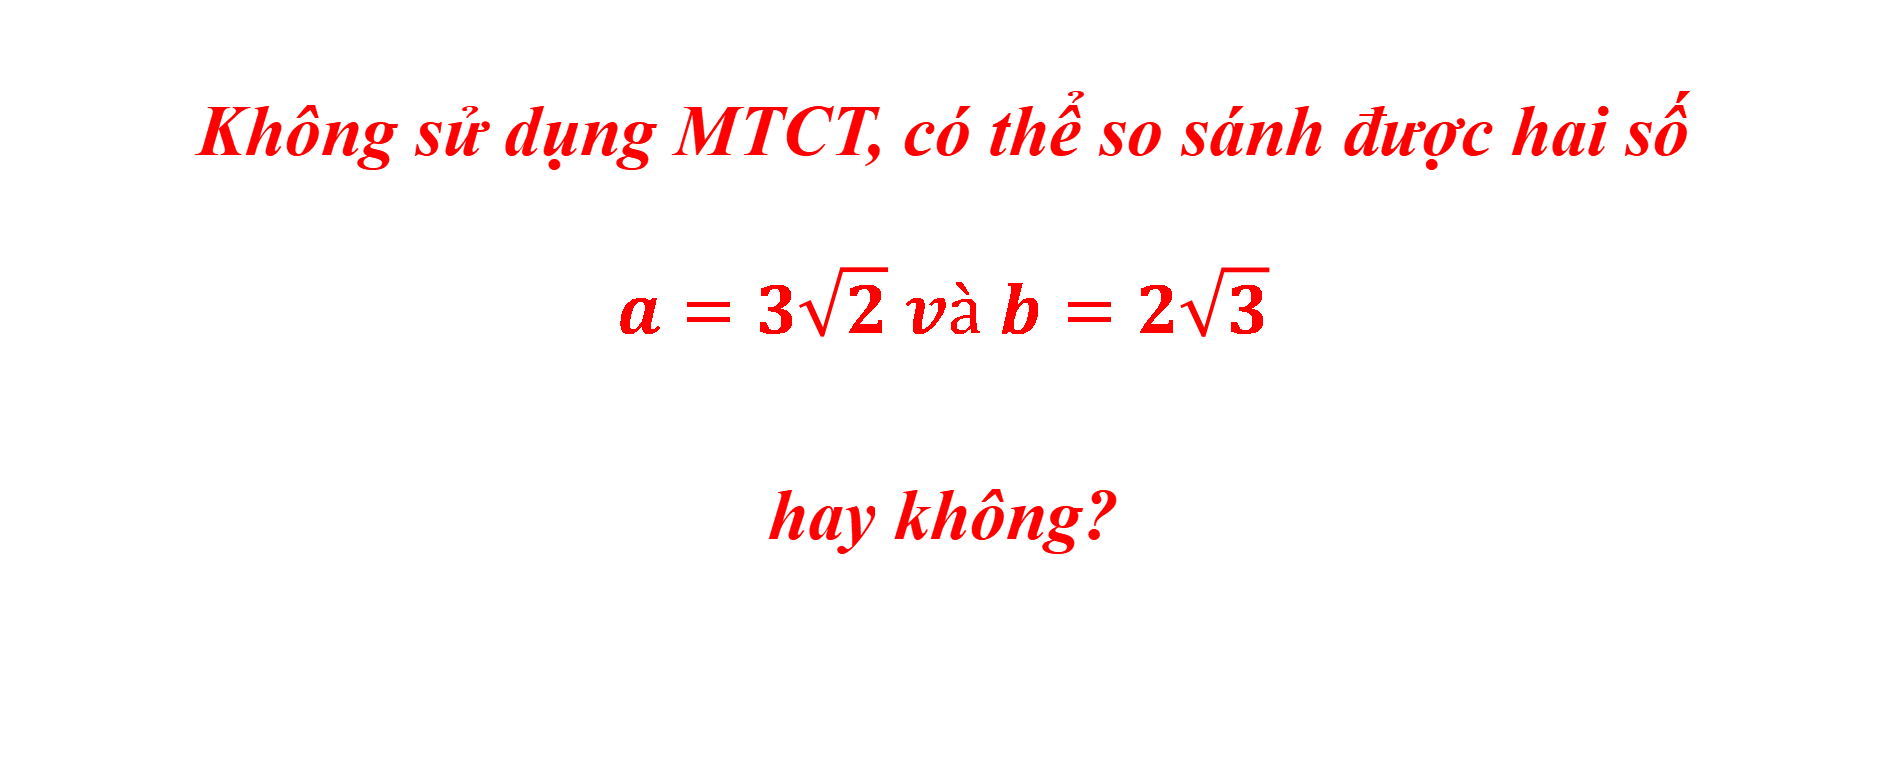 Không sử dụng MTCT, có thể so sánh được hai số
a = 3√2 và b = 2√3
hay không?